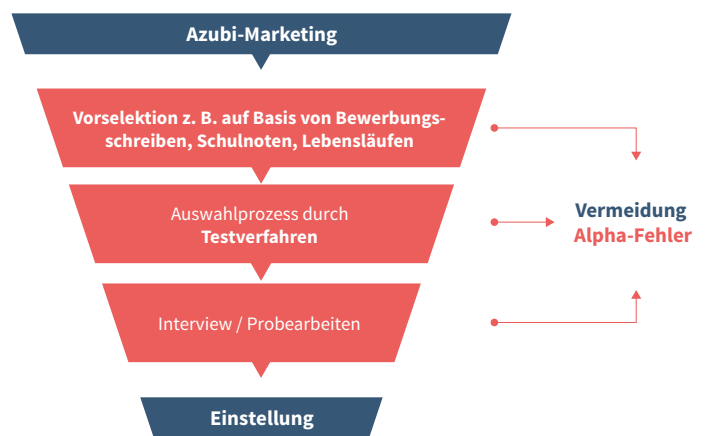 Azubi-Marketing
Vorselektion z. B. auf Basis von Bewerbungs-
schreiben, Schulnoten, Lebensläufen
Auswahlprozess durch
Testverfahren
Interview / Probearbeiten
Einstellung
Vermeidung
Alpha-Fehler